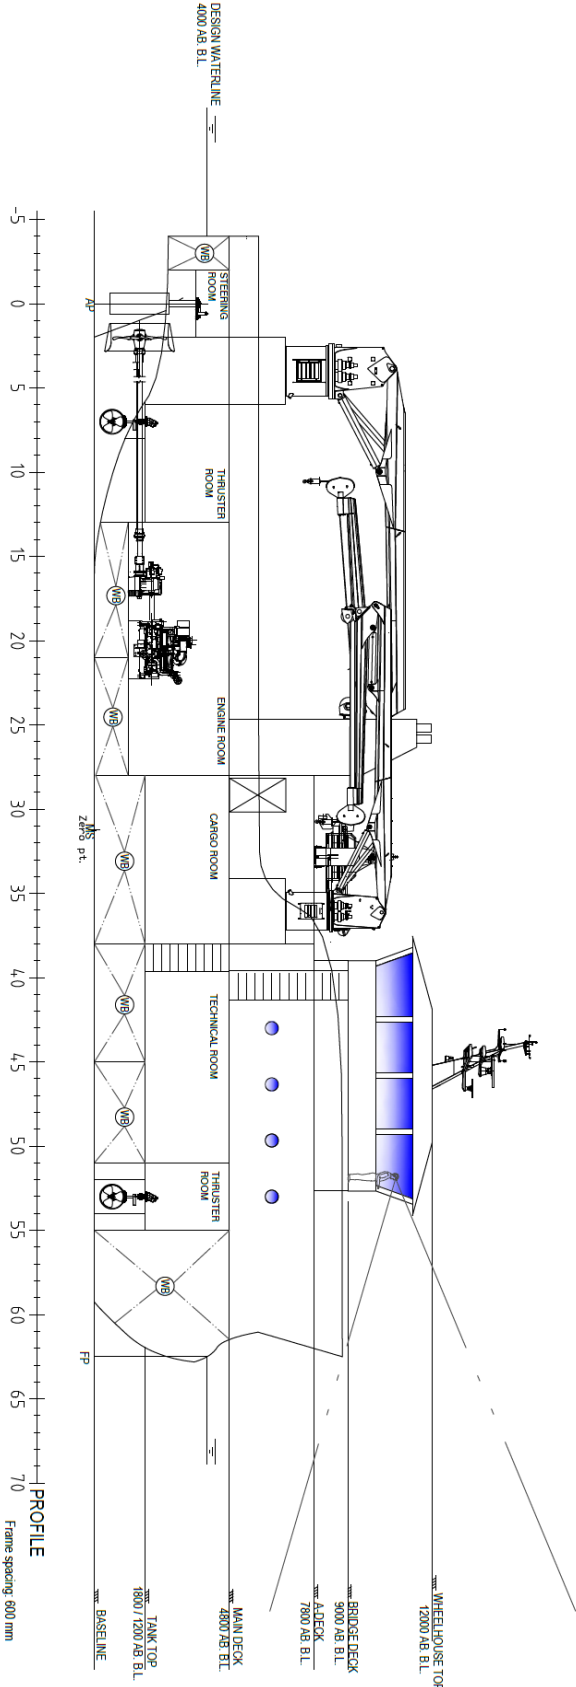 DESIGN WATERLINE
4000 AB. B.L.
WHEELHOUSE TOP
12000 AB. B.L.
BRIDGE DECK
9000 AB. B.L.
A-DECK
7800 AB. B.L.
MAIN DECK
4800 AB. B.L.
TANK TOP
1800 / 1200 AB. B.L.
BASELINE
STEERING
ROOM
THRUSTER
ROOM
ENGINE ROOM
CARGO ROOM
TECHNICAL ROOM
THRUSTER
ROOM
WB
WB
WB
WB
WB
WB
WB
AP
MS
Zero pt.
FP
-5 0 5 10 15 20 25 30 35 40 45 50 55 60 65 70
PROFILE
Frame spacing: 600 mm